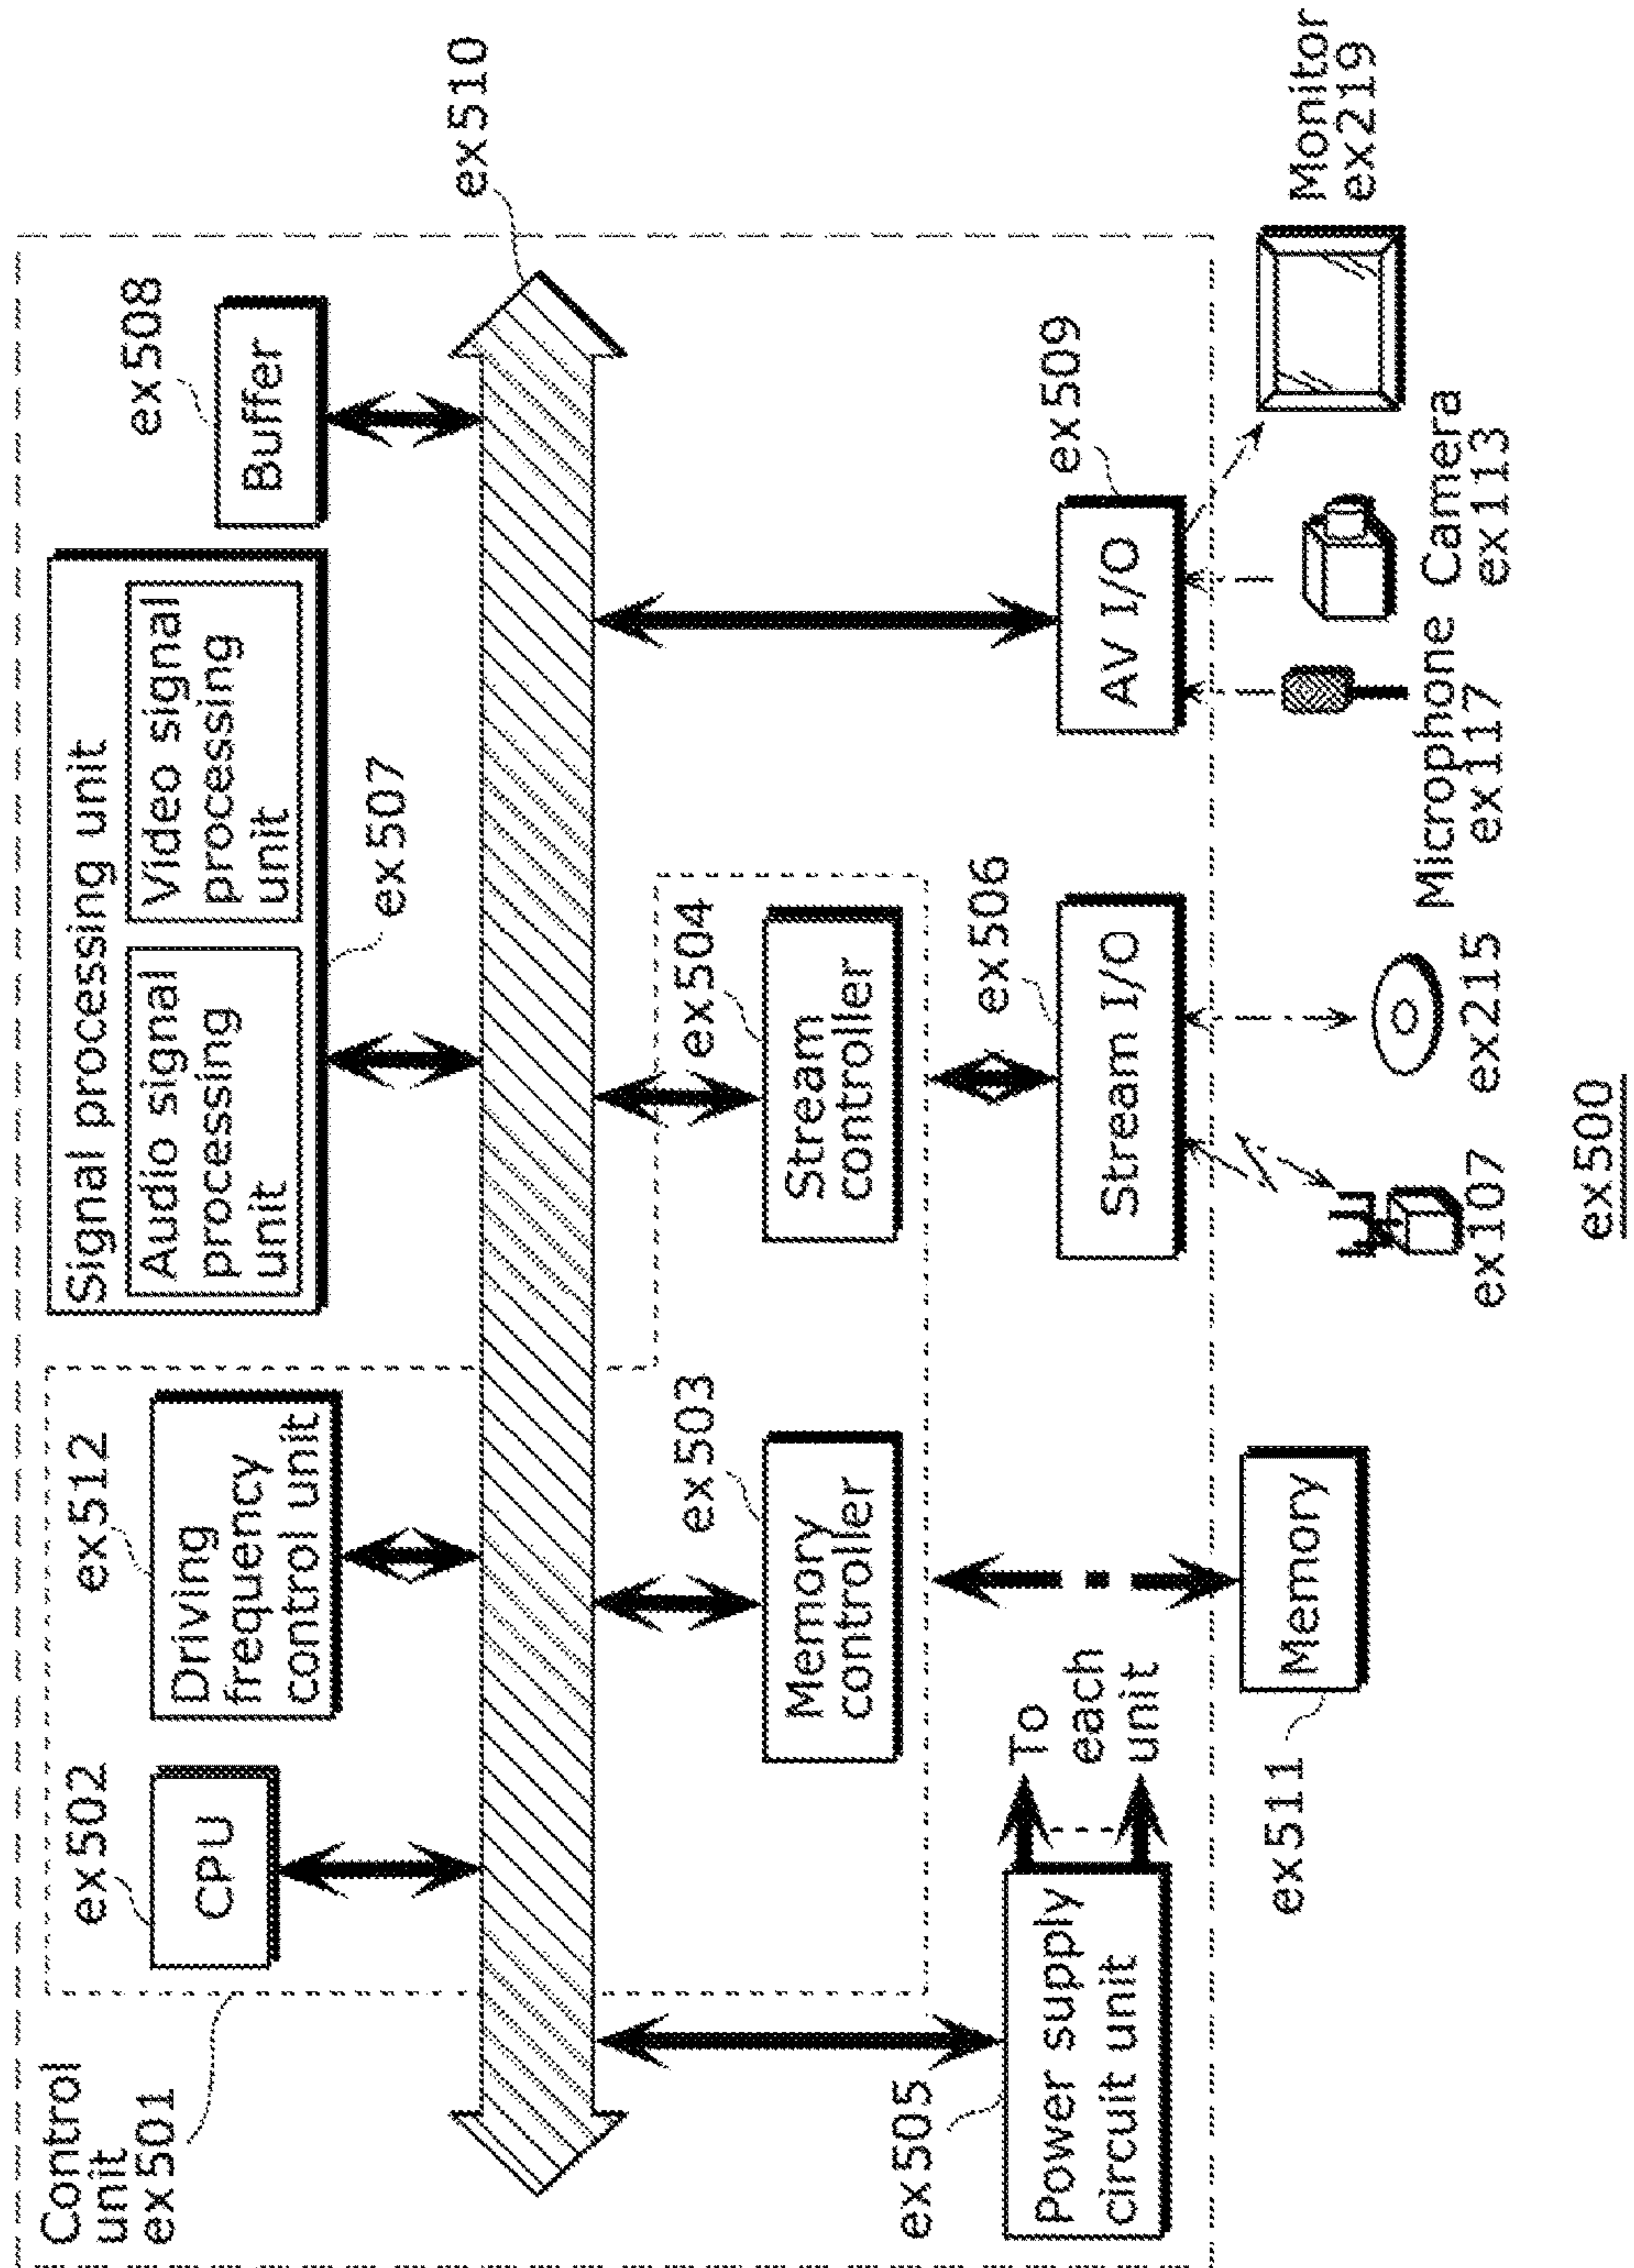 Control
unit
ex501
ex502
CPU
ex512
Driving
frequency
control unit
Signal processing unit
Audio signal
processing
unit
Video signal
processing
unit
ex507
ex508
Buffer
ex510
ex503
Memory
controller
ex504
Stream
controller
ex505
Power supply
circuit unit
To
each
unit
ex506
Stream I/O
ex509
AV I/O
ex511
Memory
ex107
ex215
Microphone
ex117
Camera
ex113
Monitor
ex219
ex500